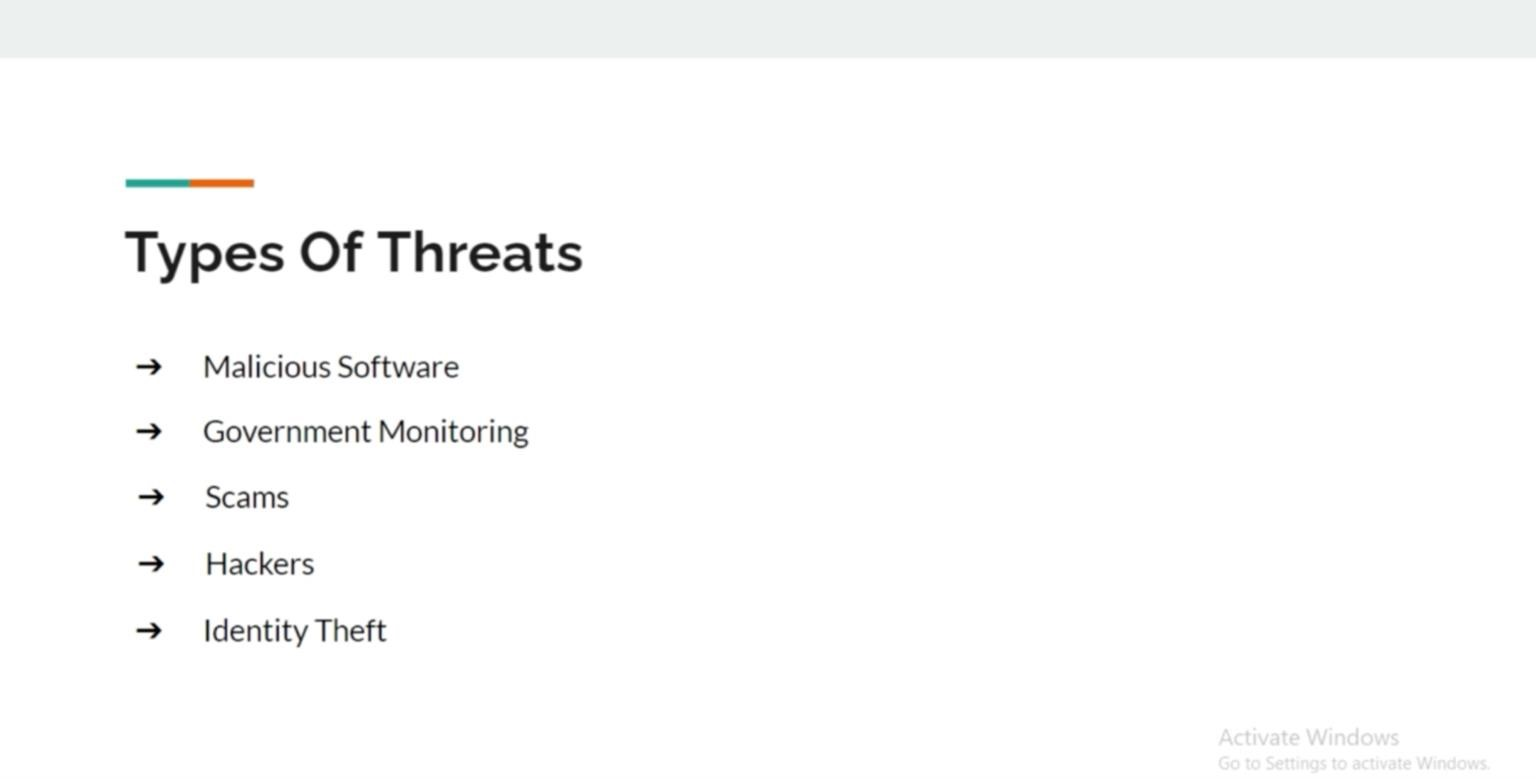 Types Of Threats
➔ Malicious Software
➔ Government Monitoring
➔ Scams
➔ Hackers
➔ Identity Theft
Activate Windows
Go to Settings to activate Windows.